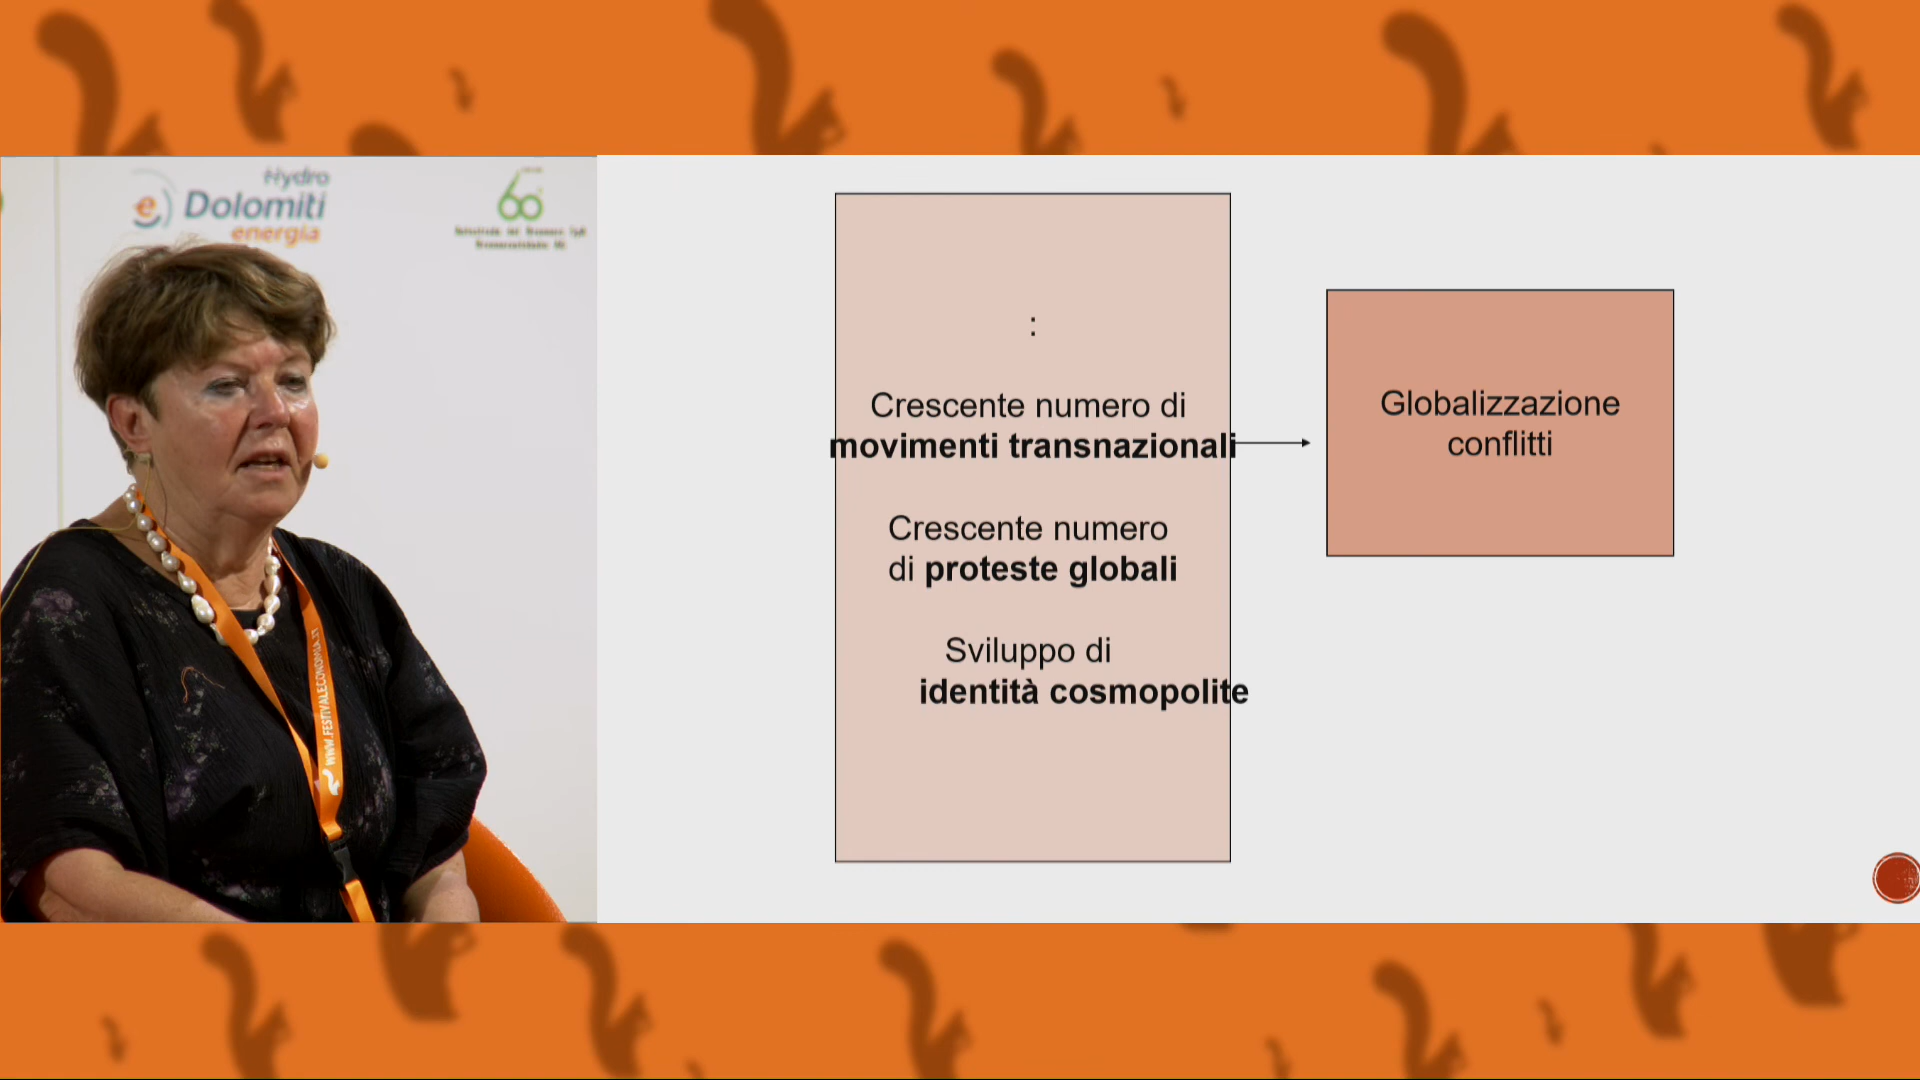 Hydro
Dolomiti
energia
60
WWW.FESTIVALECONOMIA.IT
:
Crescente numero di
movimenti transnazionali
Crescente numero
di proteste globali
Sviluppo di
identità cosmopolite
Globalizzazione
conflitti